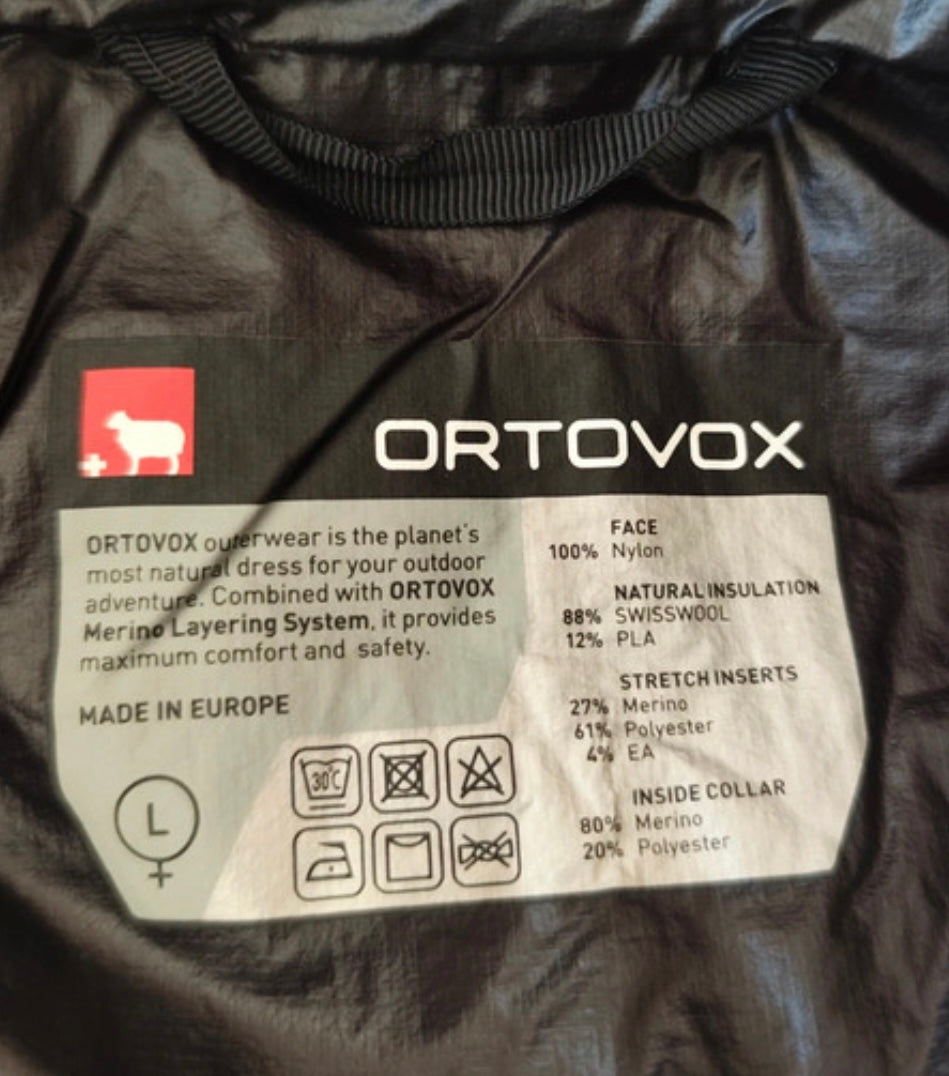 ORTOVOX
ORTOVOX outerwear is the planet's
most natural dress for your outdoor
adventure. Combined with ORTOVOX
Merino Layering System, it provides
maximum comfort and safety.
MADE IN EUROPE
L
30°C
FACE
100% Nylon
NATURAL INSULATION
88% SWISSWOOL
12% PLA
STRETCH INSERTS
27% Merino
61% Polyester
4% EA
INSIDE COLLAR
80% Merino
20% Polyester